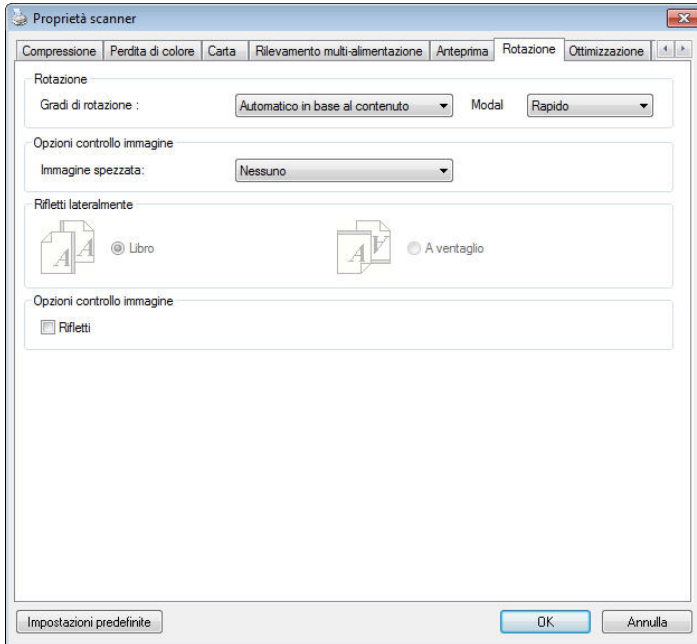 Proprietà scanner
Compressione Perdita di colore Carta Rilevamento multi-alimentazione Anteprima Rotazione Ottimizzazione
Rotazione
Gradi di rotazione : Automatico in base al contenuto Modal Rapido
Opzioni controllo immagine
Immagine spezzata: Nessuno
Rifletti lateralmente
A A Libro A A A ventaglio
Opzioni controllo immagine
Rifletti
Impostazioni predefinite OK Annulla